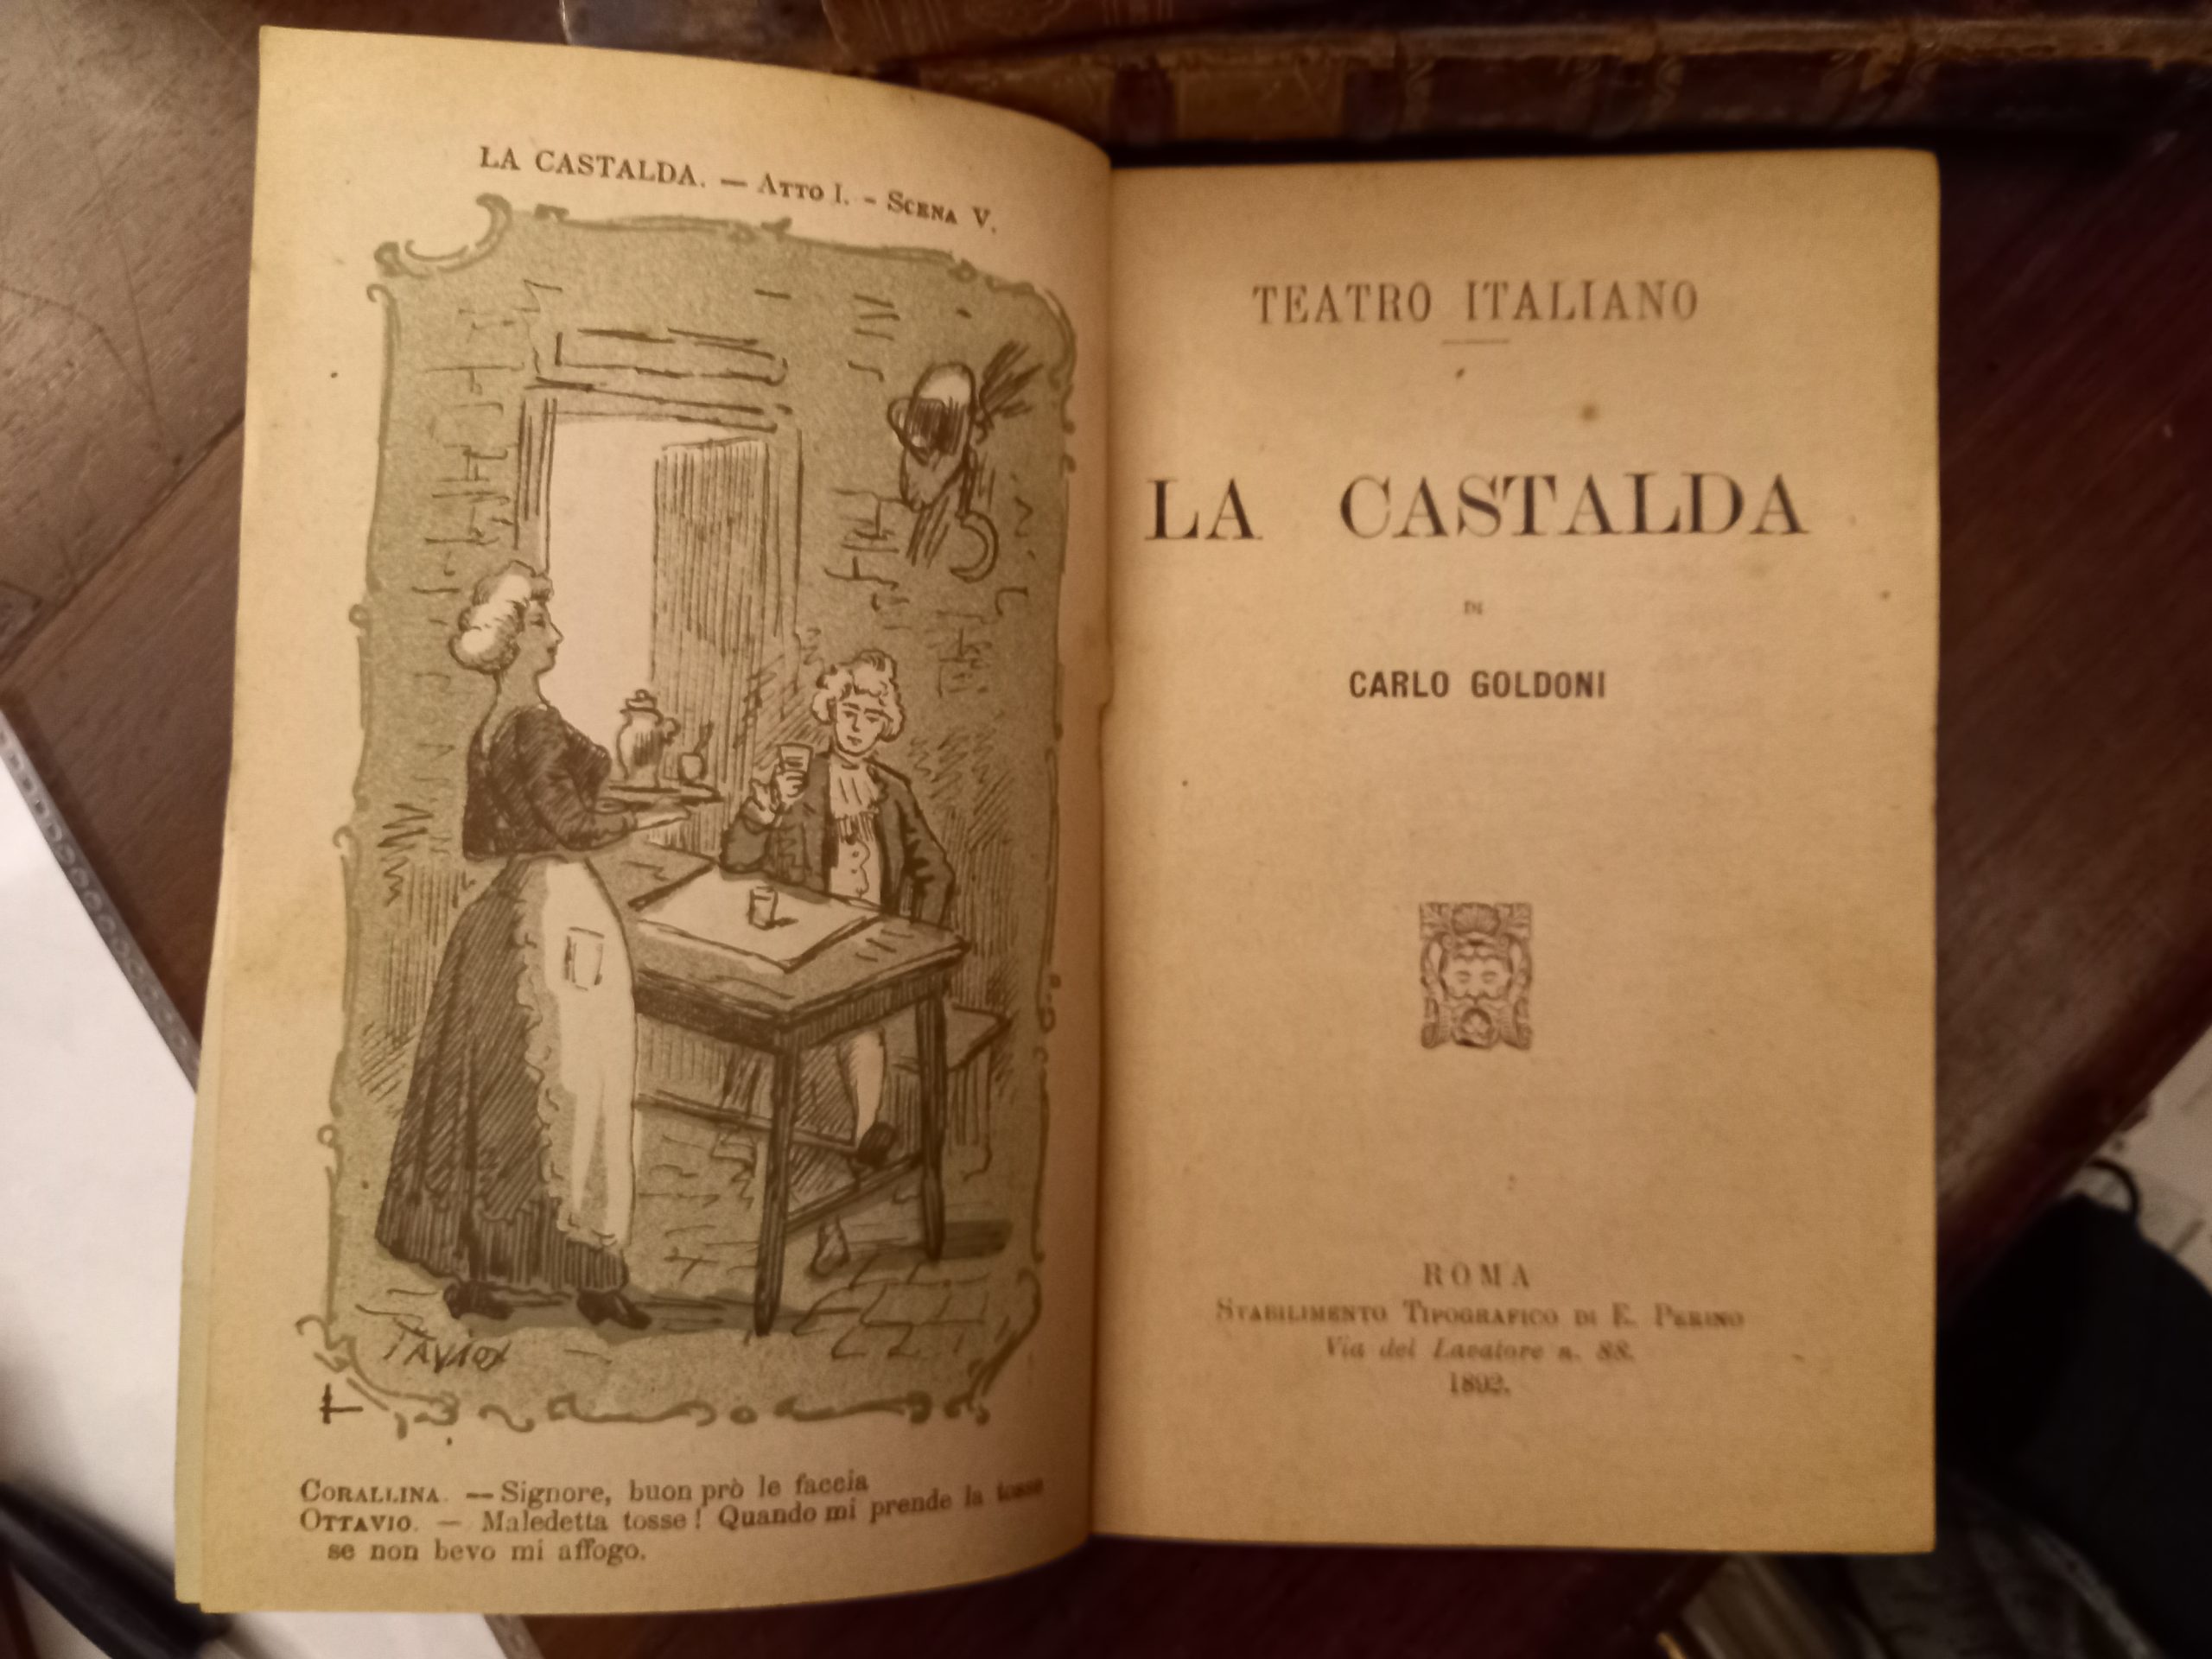 LA CASTALDA. — ATTO I. - SCENA V.
CORALLINA. — Signore, buon prò le faccia
OTTAVIO. — Maledetta tosse! Quando mi prende la tosse
se non bevo mi affogo.
TEATRO ITALIANO
LA CASTALDA
DI
CARLO GOLDONI
ROMA
STABILIMENTO TIPOGRAFICO DI E. PERINO
Via del Lavatore n. 88.